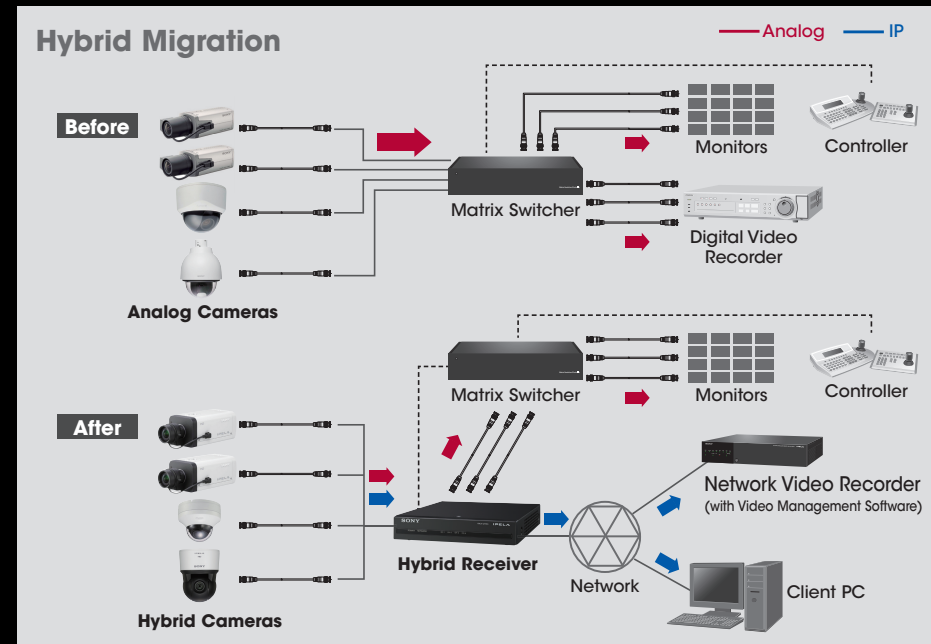 Hybrid Migration
Analog
IP
Before
Monitors
Controller
Matrix Switcher
Digital Video
Recorder
Analog Cameras
Matrix Switcher
Monitors
Controller
After
Network Video Recorder
(with Video Management Software)
SONY
IPELA
Hybrid Receiver
Network
Client PC
Hybrid Cameras